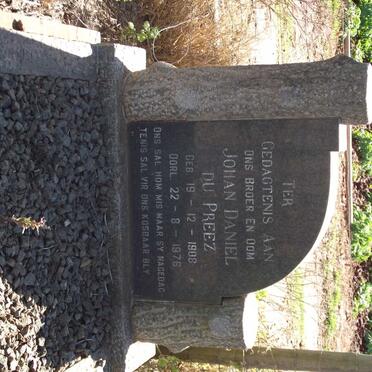 TER
GEDAGTENIS AAN
ONS BROER EN OOM
JOHAN DANIEL
DU PREEZ
GEB. 19 - 12 - 1908
OORL. 22 - 8 - 1976
ONS SAL HOM MIS MAAR SY NAGEDAG
TENIS SAL VIR ONS KOSBAAR BLY